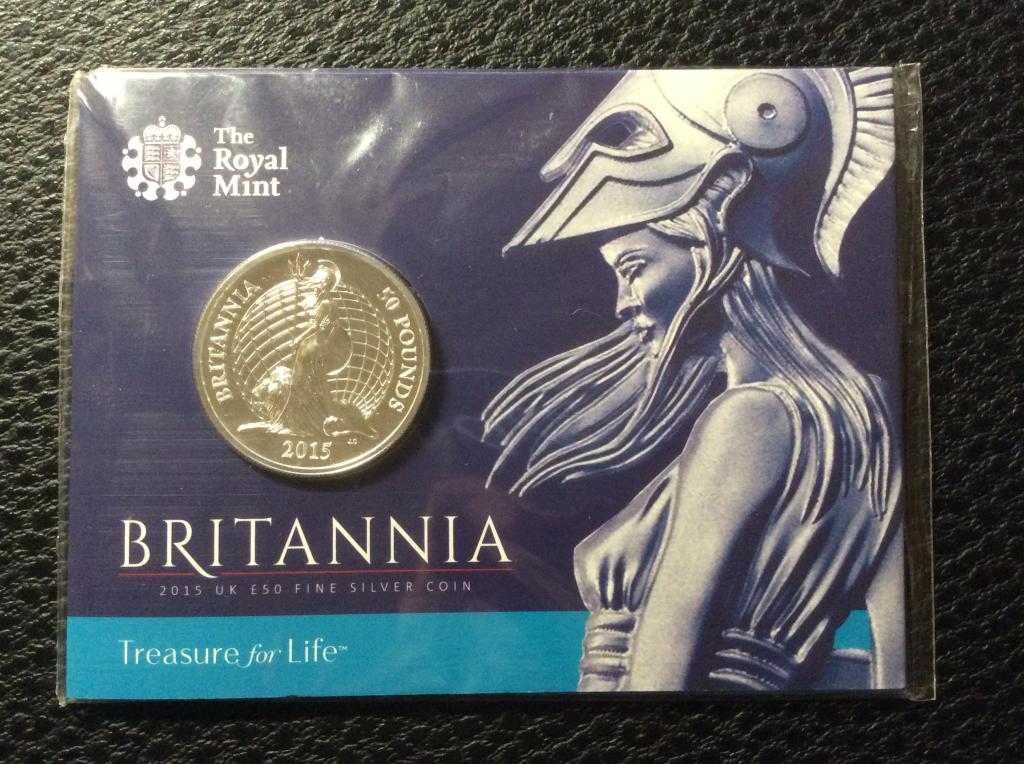 The
Royal
Mint
BRITANNIA
50 POUNDS
2015
BRITANNIA
2015 UK £50 FINE SILVER COIN
Treasure for Life™